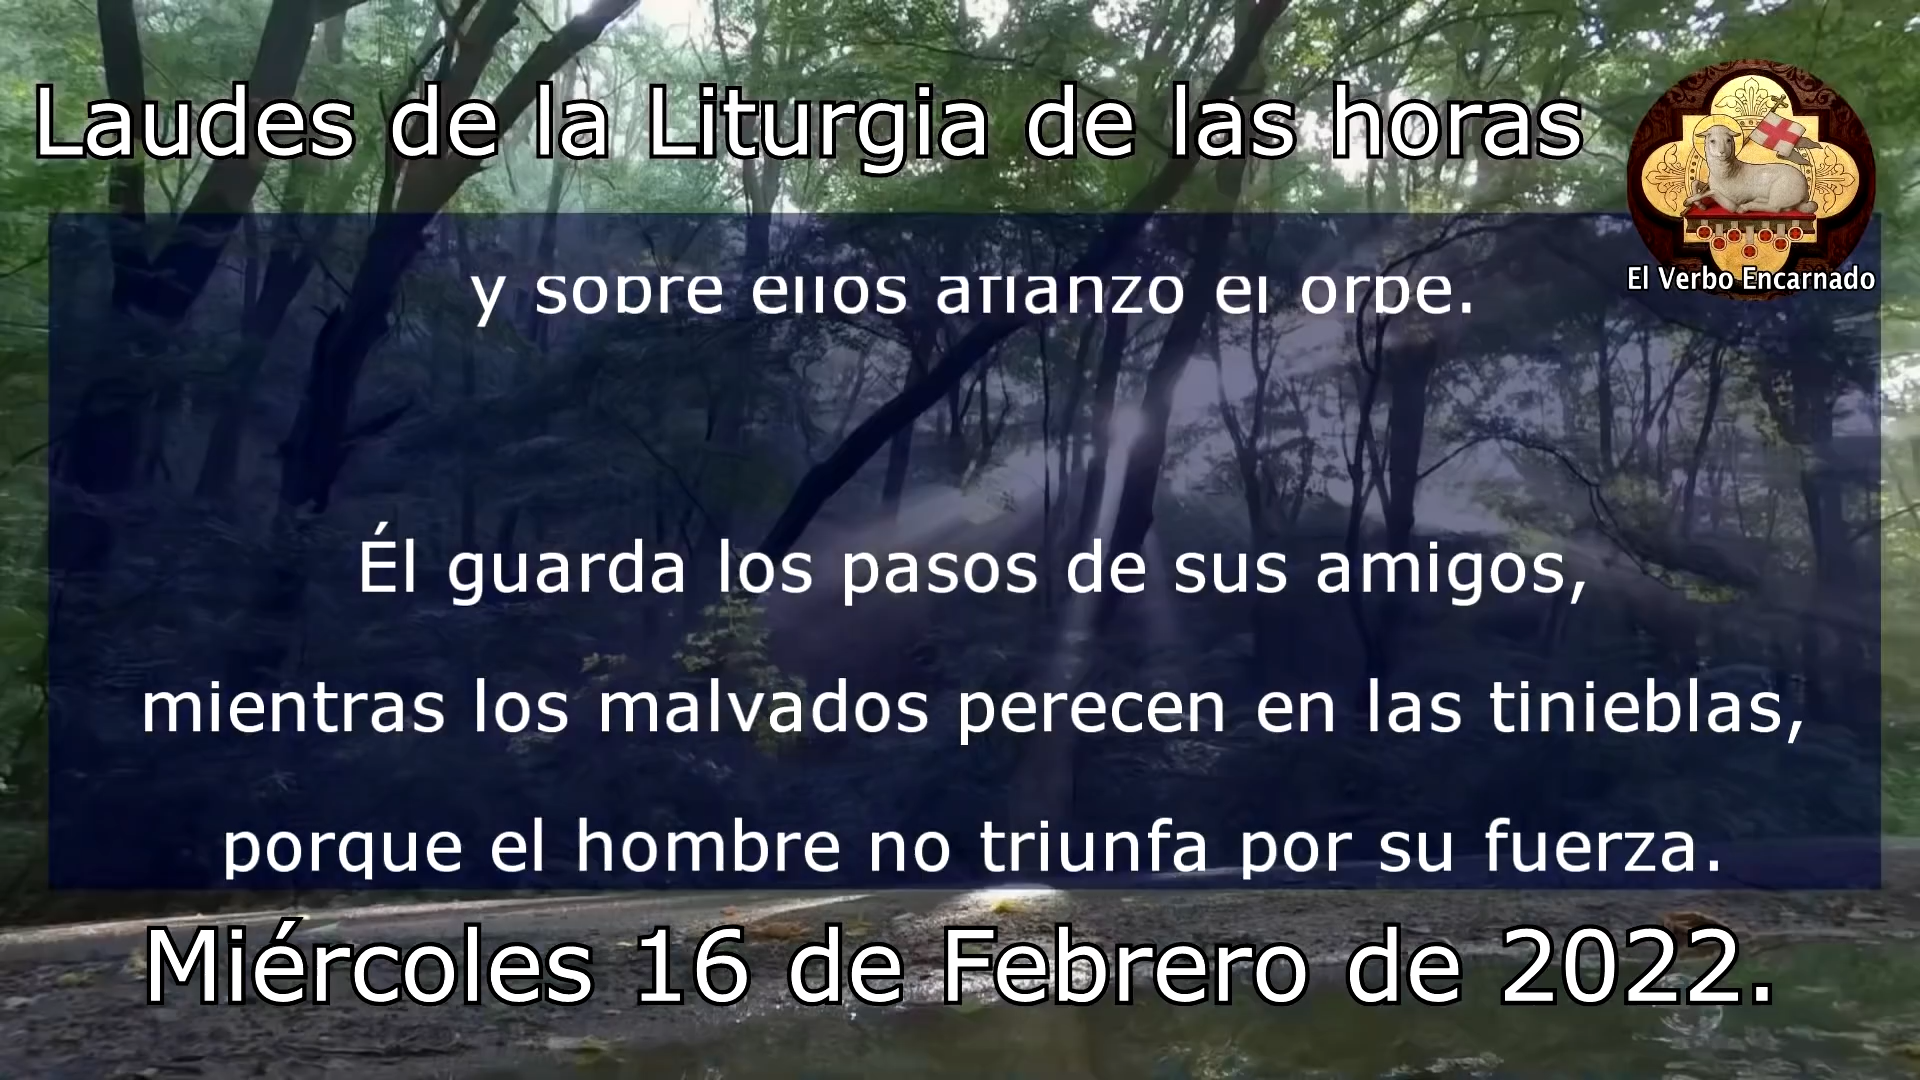 Laudes de la Liturgia de las horas
El Verbo Encarnado
y sobre ellos afianzó el orbe.
Él guarda los pasos de sus amigos,
mientras los malvados perecen en las tinieblas,
porque el hombre no triunfa por su fuerza.
Miércoles 16 de Febrero de 2022.